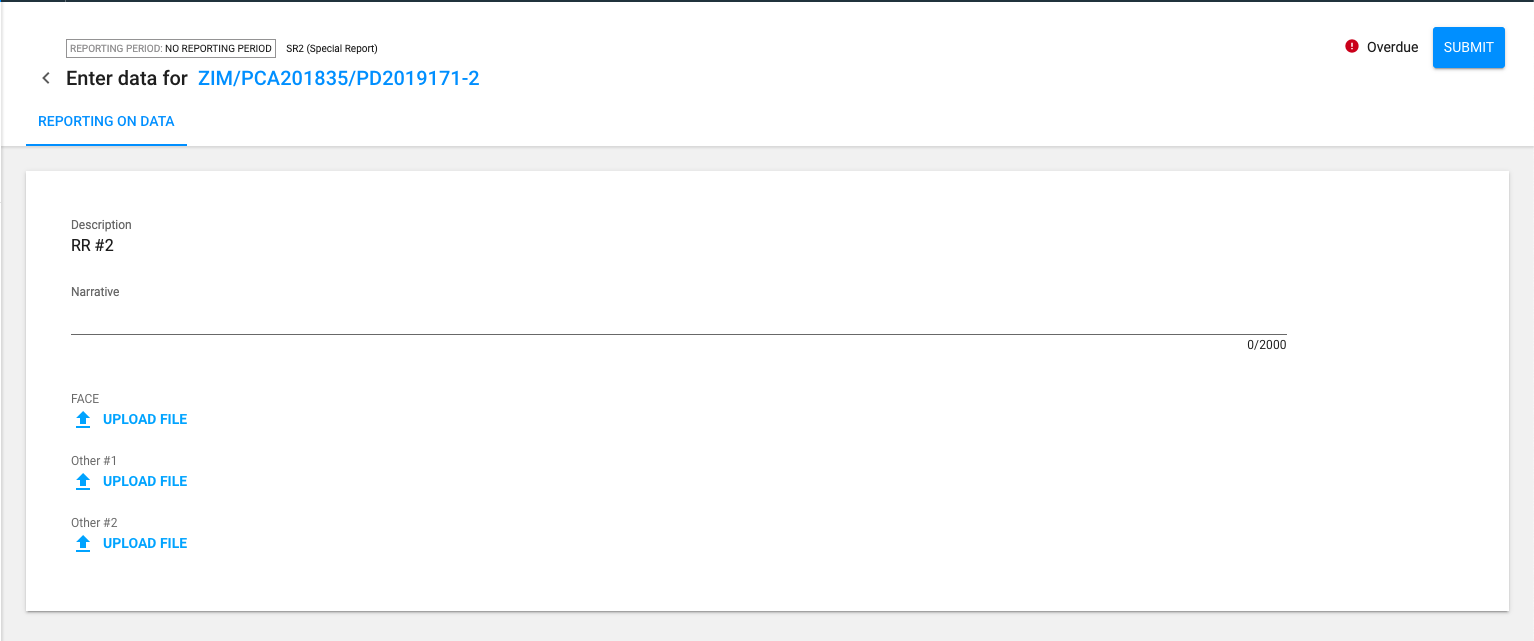 REPORTING PERIOD: NO REPORTING PERIOD SR2 (Special Report)
Overdue
SUBMIT
Enter data for ZIM/PCA201835/PD2019171-2
REPORTING ON DATA
Description
RR #2
Narrative
0/2000
FACE
UPLOAD FILE
Other #1
UPLOAD FILE
Other #2
UPLOAD FILE